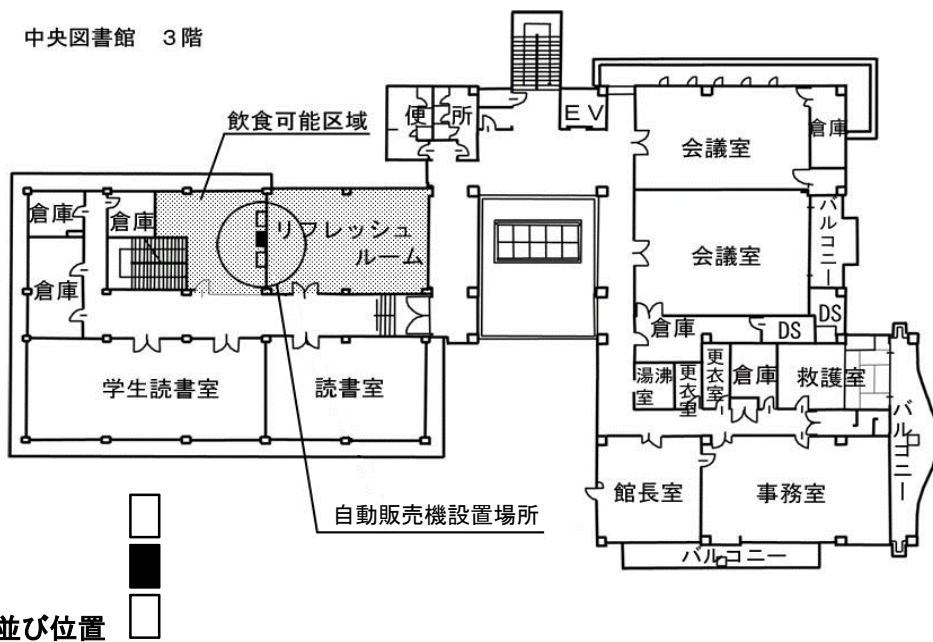 中央図書館　３階
飲食可能区域
便
所
ＥＶ
会議室
倉庫
倉庫
倉庫
リフレッシュ
ルーム
会議室
バルコニー
倉庫
DS
DS
倉庫
学生読書室
読書室
湯沸
室
更衣室
更衣室
倉庫
救護室
バルコニー
館長室
事務室
自動販売機設置場所
バルコニー
並び位置